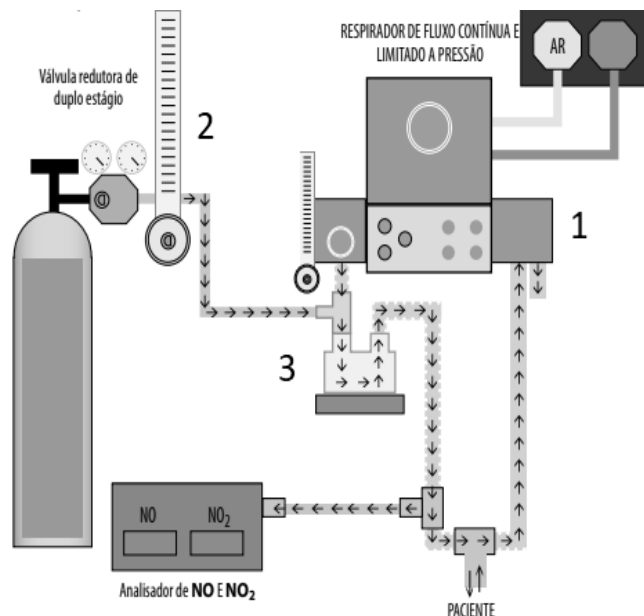 RESPIRADOR DE FLUXO CONTÍNUA E
LIMITADO A PRESSÃO
AR
Válvula redutora de
duplo estágio
2
1
3
NO
NO₂
Analisador de NO E NO₂
PACIENTE